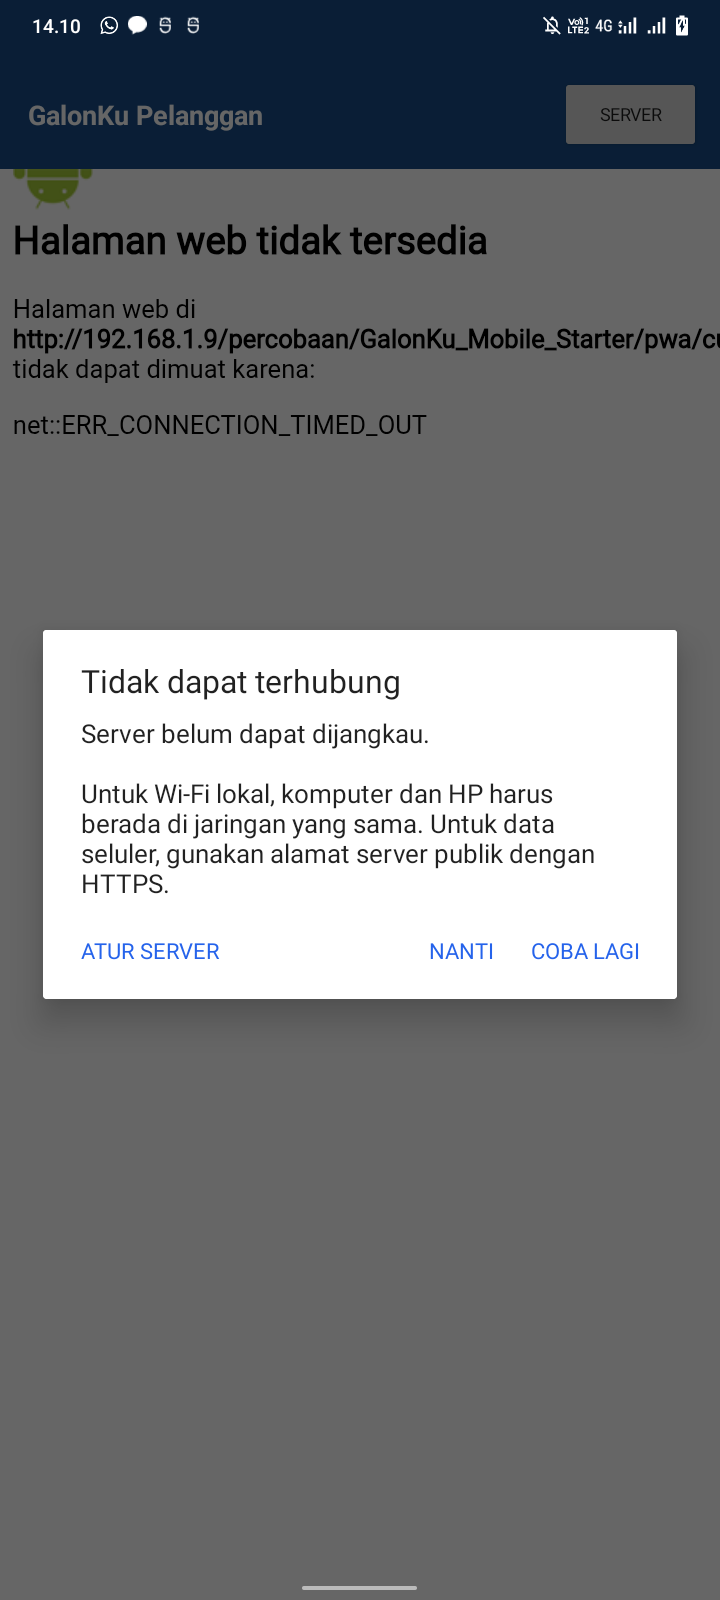 14.10
Vo))1
LTE2
4G
GalonKu Pelanggan
SERVER
Halaman web tidak tersedia
Halaman web di
http://192.168.1.9/percobaan/GalonKu_Mobile_Starter/pwa/cu
tidak dapat dimuat karena:
net::ERR_CONNECTION_TIMED_OUT
Tidak dapat terhubung
Server belum dapat dijangkau.
Untuk Wi-Fi lokal, komputer dan HP harus
berada di jaringan yang sama. Untuk data
seluler, gunakan alamat server publik dengan
HTTPS.
ATUR SERVER
NANTI
COBA LAGI